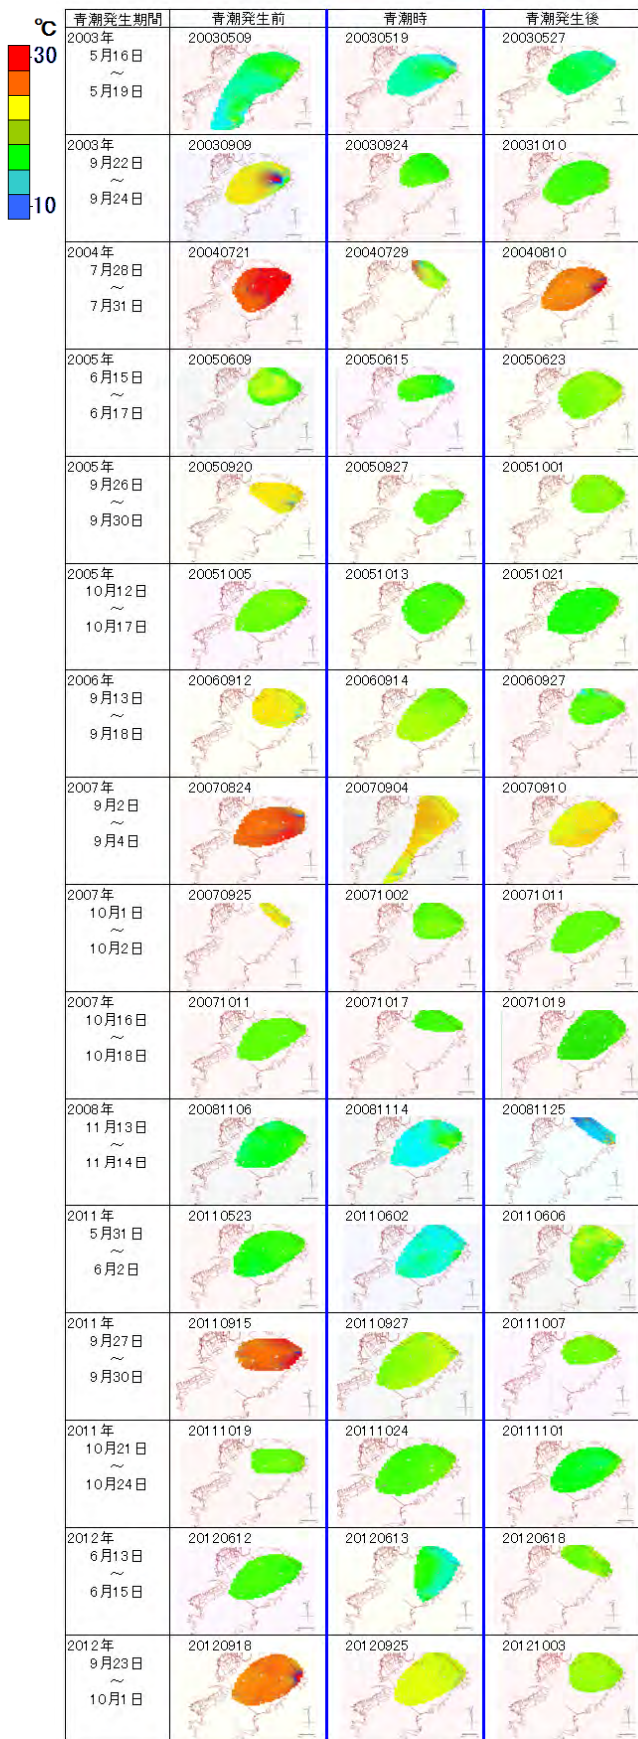 ℃
30
10
青潮発生期間 青潮発生前 青潮時 青潮発生後
2003年 20030509 20030519 20030527
5月16日
～
5月19日
2003年 20030909 20030924 20031010
9月22日
～
9月24日
2004年 20040721 20040729 20040810
7月28日
～
7月31日
2005年 20050609 20050615 20050623
6月15日
～
6月17日
2005年 20050920 20050927 20051001
9月26日
～
9月30日
2005年 20051005 20051013 20051021
10月12日
～
10月17日
2006年 20060912 20060914 20060927
9月13日
～
9月18日
2007年 20070824 20070904 20070910
9月2日
～
9月4日
2007年 20070925 20071002 20071011
10月1日
～
10月2日
2007年 20071011 20071017 20071019
10月16日
～
10月18日
2008年 20081106 20081114 20081125
11月13日
～
11月14日
2011年 20110523 20110602 20110606
5月31日
～
6月2日
2011年 20110915 20110927 20111007
9月27日
～
9月30日
2011年 20111019 20111024 20111101
10月21日
～
10月24日
2012年 20120612 20120613 20120618
6月13日
～
6月15日
2012年 20120918 20120925 20121003
9月23日
～
10月1日